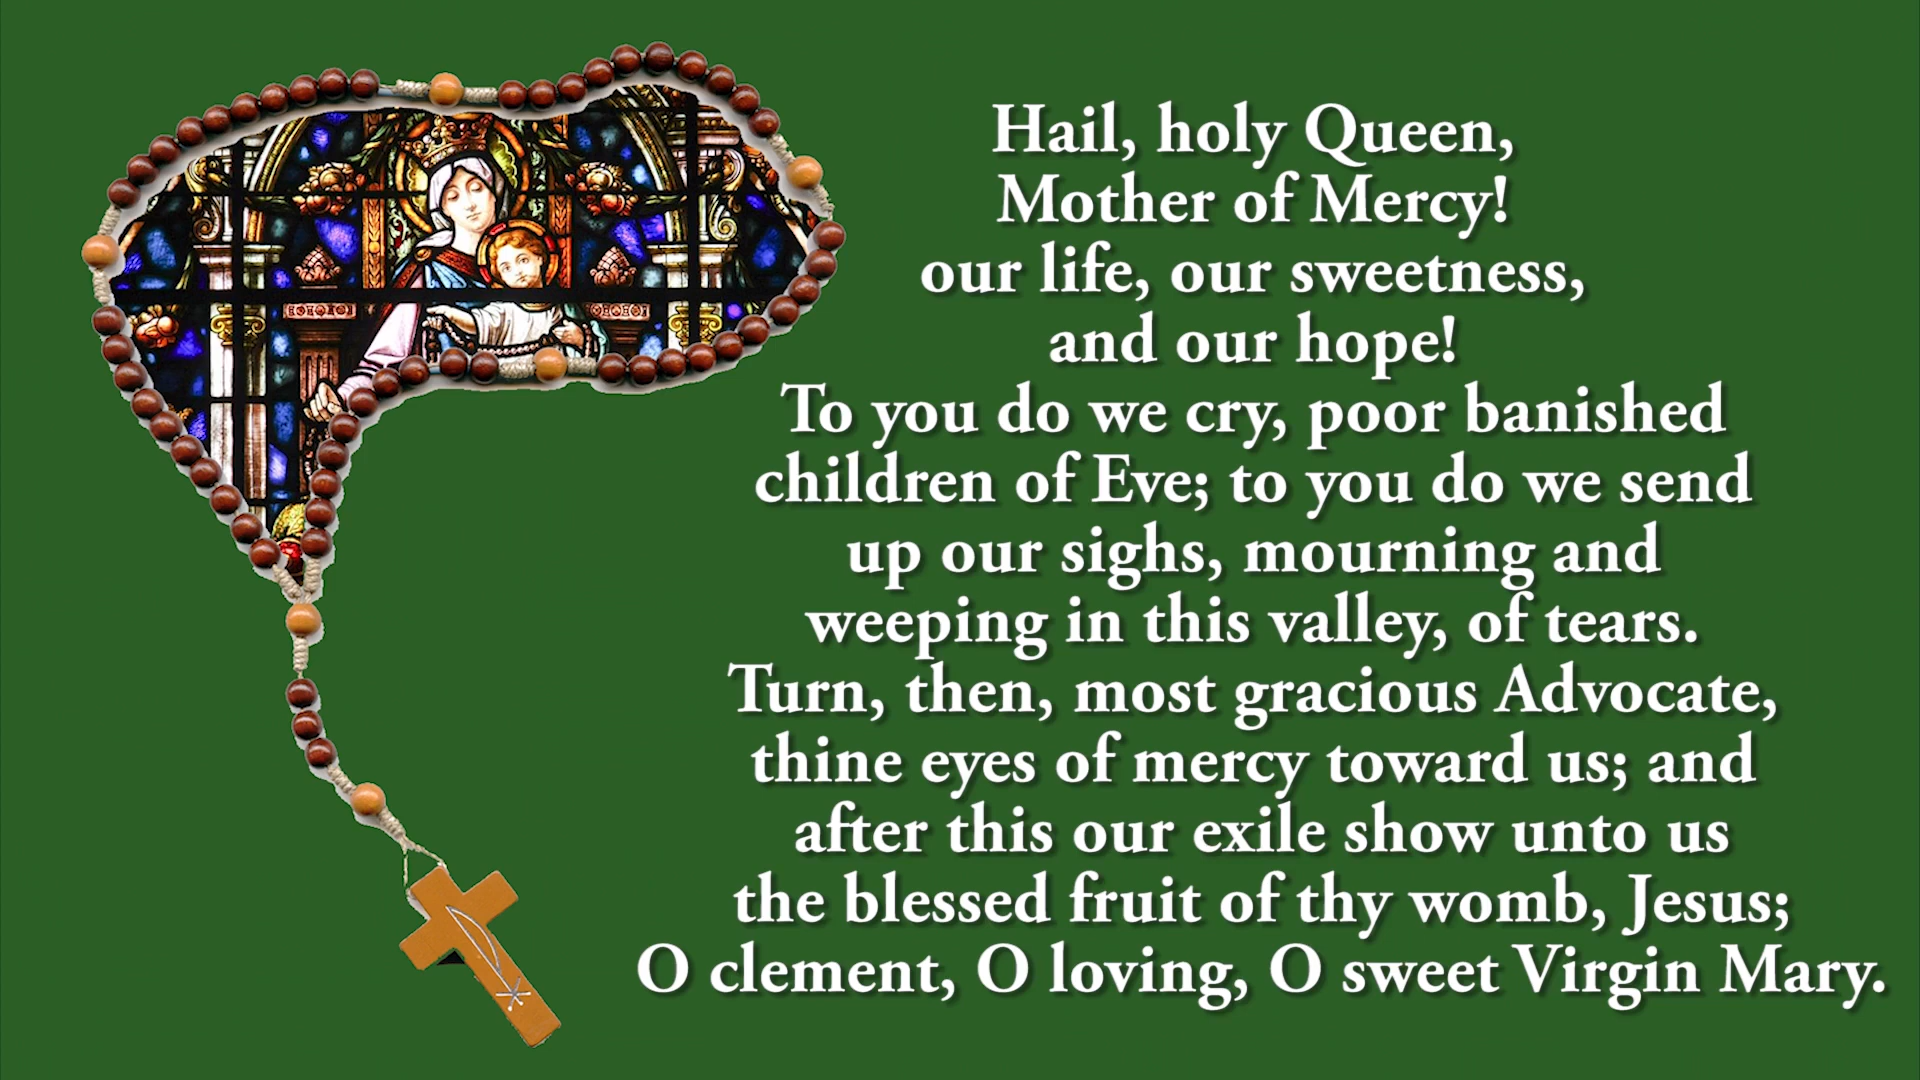 Hail, holy Queen,
Mother of Mercy!
our life, our sweetness,
and our hope!
To you do we cry, poor banished
children of Eve; to you do we send
up our sighs, mourning and
weeping in this valley, of tears.
Turn, then, most gracious Advocate,
thine eyes of mercy toward us; and
after this our exile show unto us
the blessed fruit of thy womb, Jesus;
O clement, O loving, O sweet Virgin Mary.